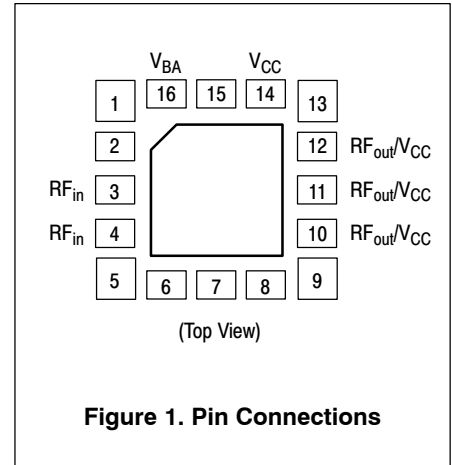 V_BA V_CC
1 16 15 14 13
2 12 RF_out/V_CC
RF_in 3 11 RF_out/V_CC
RF_in 4 10 RF_out/V_CC
5 6 7 8 9
(Top View)
Figure 1. Pin Connections